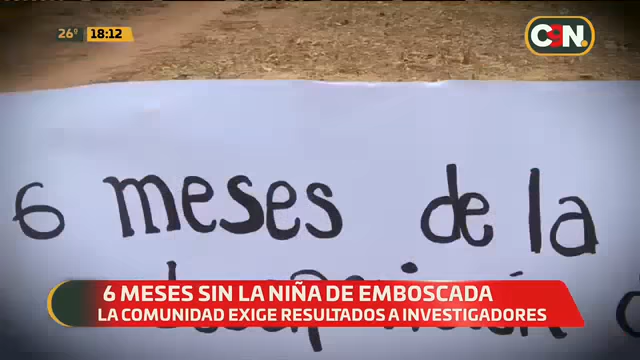 26º 18:12
C9N.
6 meses de la
desaparición
6 MESES SIN LA NIÑA DE EMBOSCADA
LA COMUNIDAD EXIGE RESULTADOS A INVESTIGADORES